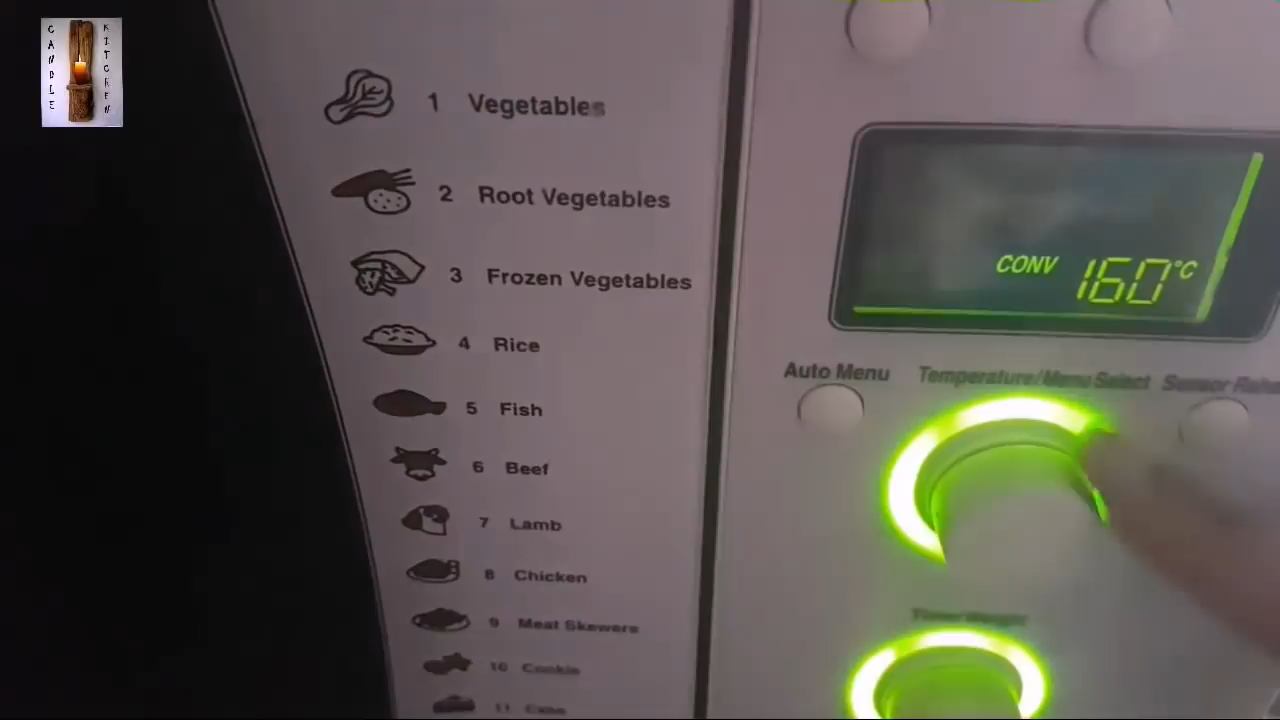 CANDLE
KITCHEN
1 Vegetables
2 Root Vegetables
3 Frozen Vegetables
4 Rice
5 Fish
6 Beef
7 Lamb
8 Chicken
9 Meat Skewers
10 Cookie
11 Cake
CONV 160°C
Auto Menu
Temperature/Menu Select
Sensor